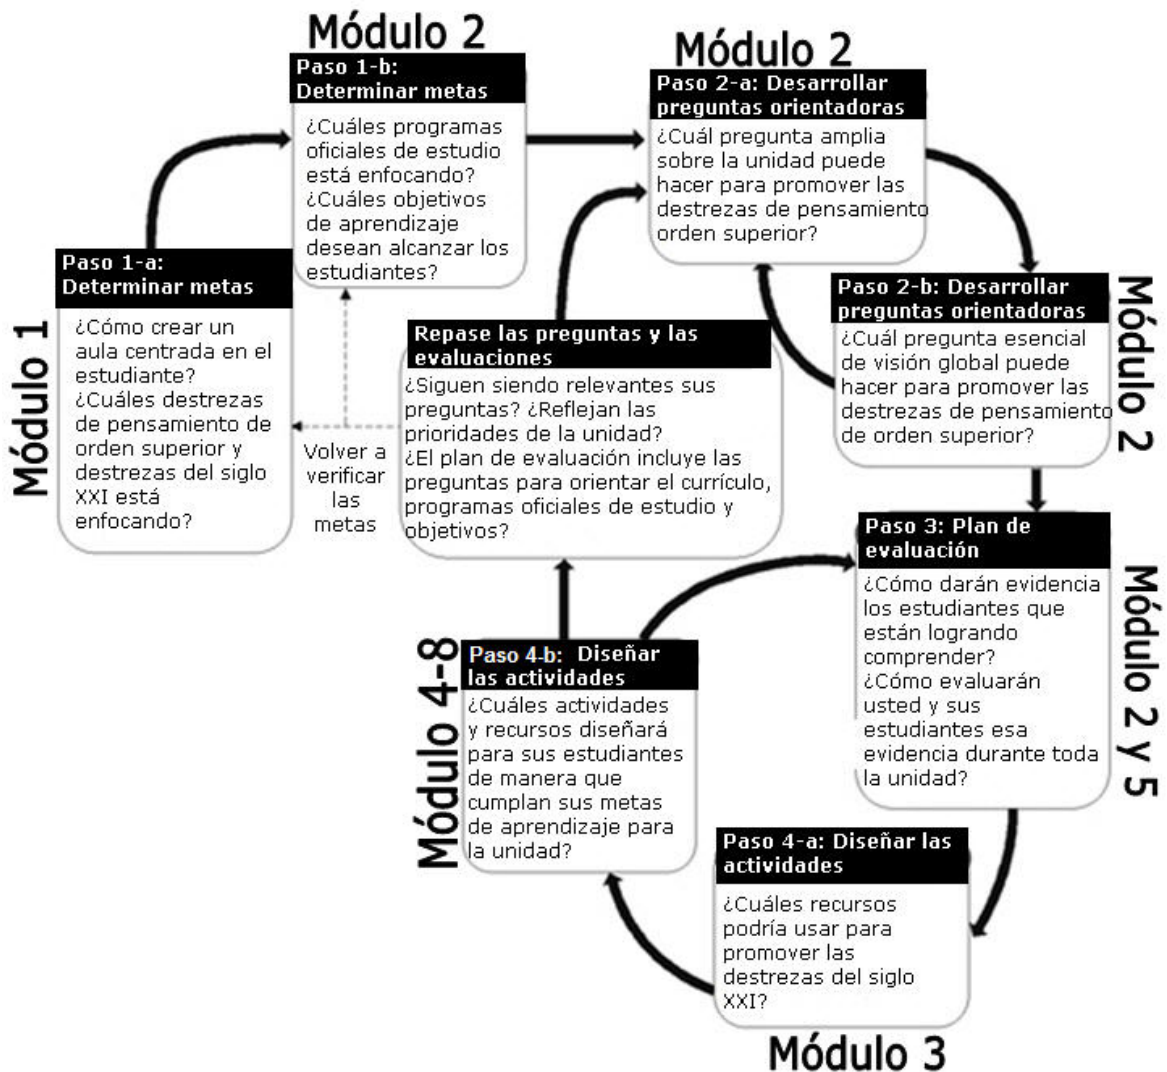 Módulo 2
Paso 1-b:
Determinar metas
¿Cuáles programas
oficiales de estudio
está enfocando?
¿Cuáles objetivos
de aprendizaje
desean alcanzar los
estudiantes?
Módulo 2
Paso 2-a: Desarrollar
preguntas orientadoras
¿Cuál pregunta amplia
sobre la unidad puede
hacer para promover las
destrezas de pensamiento
orden superior?
Módulo 1
Paso 1-a:
Determinar metas
¿Cómo crear un
aula centrada en el
estudiante?
¿Cuáles destrezas
de pensamiento de
orden superior y
destrezas del siglo
XXI está
enfocando?
Volver a
verificar
las
metas
Repase las preguntas y las
evaluaciones
¿Siguen siendo relevantes sus
preguntas? ¿Reflejan las
prioridades de la unidad?
¿El plan de evaluación incluye las
preguntas para orientar el currículo,
programas oficiales de estudio y
objetivos?
Paso 2-b: Desarrollar
preguntas orientadoras
¿Cuál pregunta esencial
de visión global puede
hacer para promover las
destrezas de pensamiento
de orden superior?
Módulo 2
Paso 3: Plan de
evaluación
¿Cómo darán evidencia
los estudiantes que
están logrando
comprender?
¿Cómo evaluarán
usted y sus
estudiantes esa
evidencia durante toda
la unidad?
Módulo 2 y 5
Módulo 4-8
Paso 4-b: Diseñar
las actividades
¿Cuáles actividades
y recursos diseñará
para sus estudiantes
de manera que
cumplan sus metas
de aprendizaje para
la unidad?
Paso 4-a: Diseñar las
actividades
¿Cuáles recursos
podría usar para
promover las
destrezas del siglo
XXI?
Módulo 3